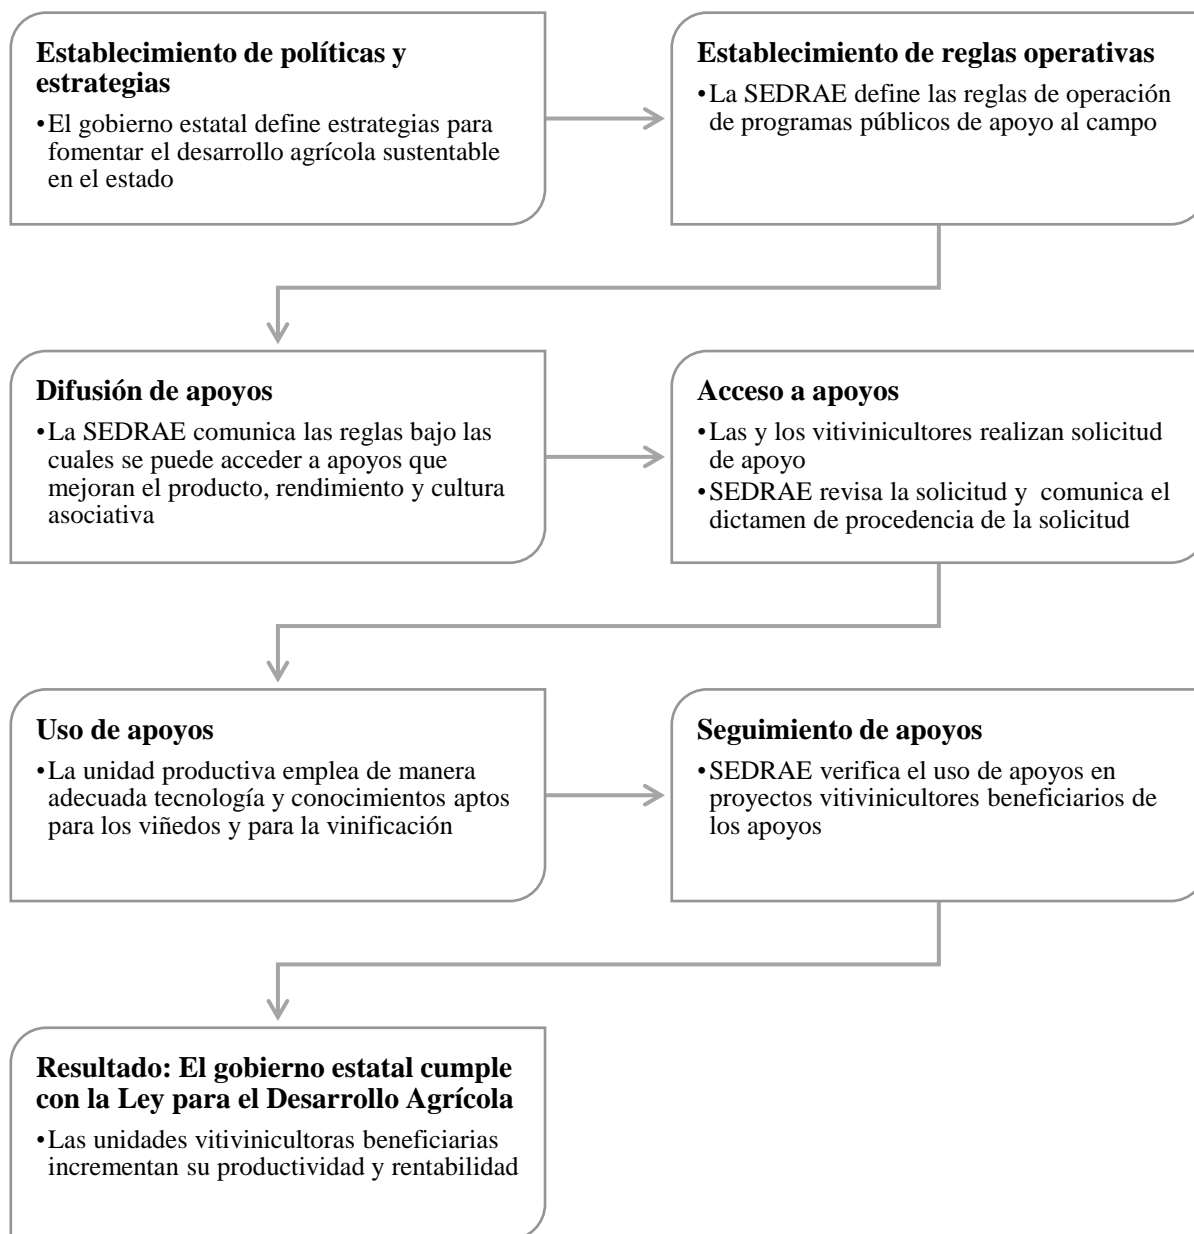 Establecimiento de políticas y
estrategias
•El gobierno estatal define estrategias para
fomentar el desarrollo agrícola sustentable
en el estado
Establecimiento de reglas operativas
•La SEDRAE define las reglas de operación
de programas públicos de apoyo al campo
Difusión de apoyos
•La SEDRAE comunica las reglas bajo las
cuales se puede acceder a apoyos que
mejoran el producto, rendimiento y cultura
asociativa
Acceso a apoyos
•Las y los vitivinicultores realizan solicitud
de apoyo
•SEDRAE revisa la solicitud y  comunica el
dictamen de procedencia de la solicitud
Uso de apoyos
•La unidad productiva emplea de manera
adecuada tecnología y conocimientos aptos
para los viñedos y para la vinificación
Seguimiento de apoyos
•SEDRAE verifica el uso de apoyos en
proyectos vitivinicultores beneficiarios de
los apoyos
Resultado: El gobierno estatal cumple
con la Ley para el Desarrollo Agrícola
•Las unidades vitivinicultoras beneficiarias
incrementan su productividad y rentabilidad